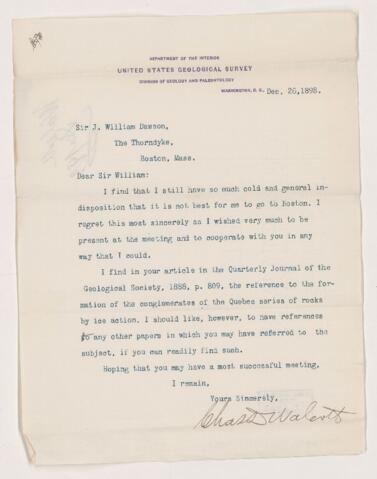 DEPARTMENT OF THE INTERIOR
UNITED STATES GEOLOGICAL SURVEY
DIVISION OF GEOLOGY AND PALEONTOLOGY
WASHINGTON, D. C., Dec. 26, 1898.
Sir J. William Dawson,
The Thorndyke,
Boston, Mass.
Dear Sir William:
I find that I still have so much cold and general in-
disposition that it is not best for me to go to Boston. I
regret this most sincerely as I wished very much to be
present at the meeting and to cooperate with you in any
way that I could.
I find in your article in the Quarterly Journal of the
Geological Society, 1888, p. 809, the reference to the for-
mation of the conglomerates of the Quebec series of rocks
by ice action. I should like, however, to have references
to any other papers in which you may have referred to the
subject, if you can readily find such.
Hoping that you may have a most successful meeting,
I remain,
Yours Sincerely,
Chas D Walcott